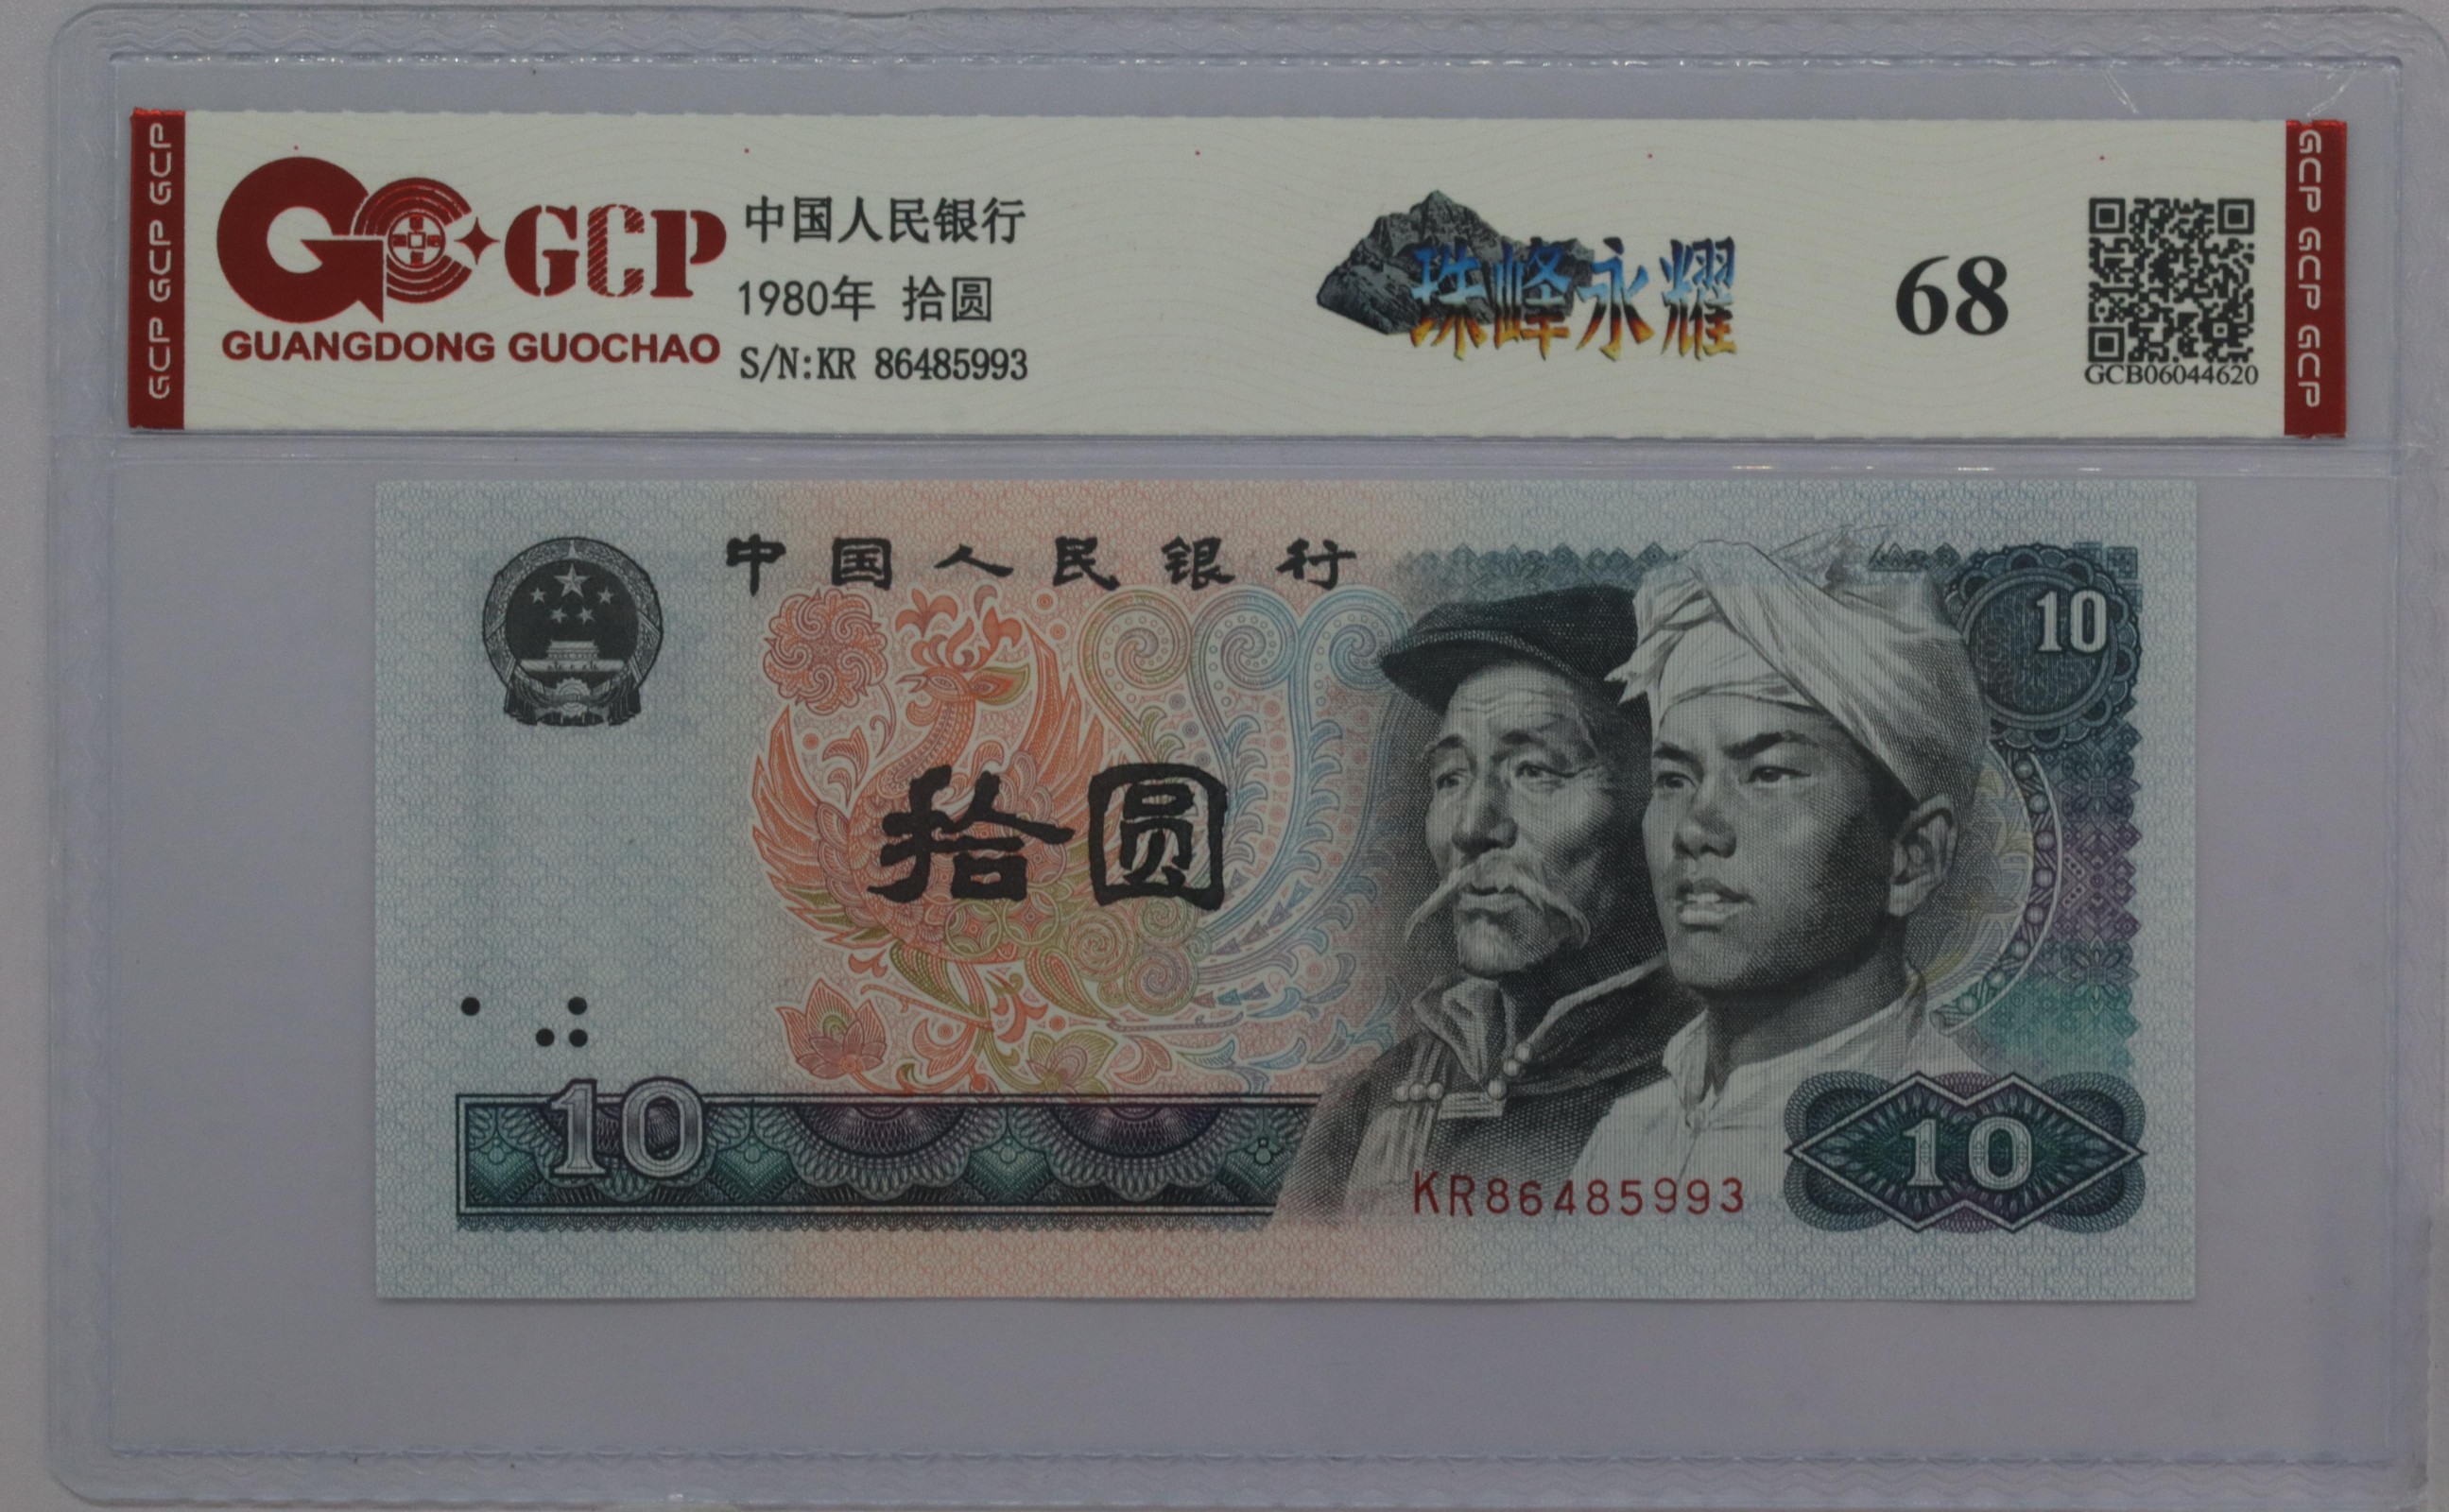 GCP GCP GCP
GCP
GUANGDONG GUOCHAO
中国人民银行
1980年 拾圆
S/N:KR 86485993
珠峰永耀
68
GCB06044620
GCP GCP GCP
中国人民银行
10
拾圆
10
KR86485993
10